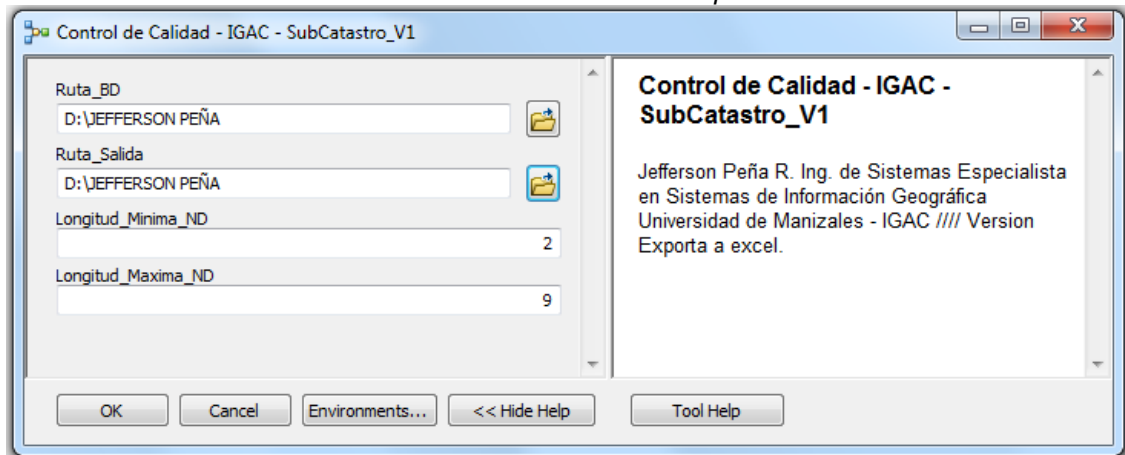 Control de Calidad - IGAC - SubCatastro_V1
Ruta_BD
D:\JEFFERSON PEÑA
Ruta_Salida
D:\JEFFERSON PEÑA
Longitud_Minima_ND
2
Longitud_Maxima_ND
9
Control de Calidad - IGAC -
SubCatastro_V1
Jefferson Peña R. Ing. de Sistemas Especialista
en Sistemas de Información Geográfica
Universidad de Manizales - IGAC //// Version
Exporta a excel.
OK Cancel Environments... << Hide Help Tool Help